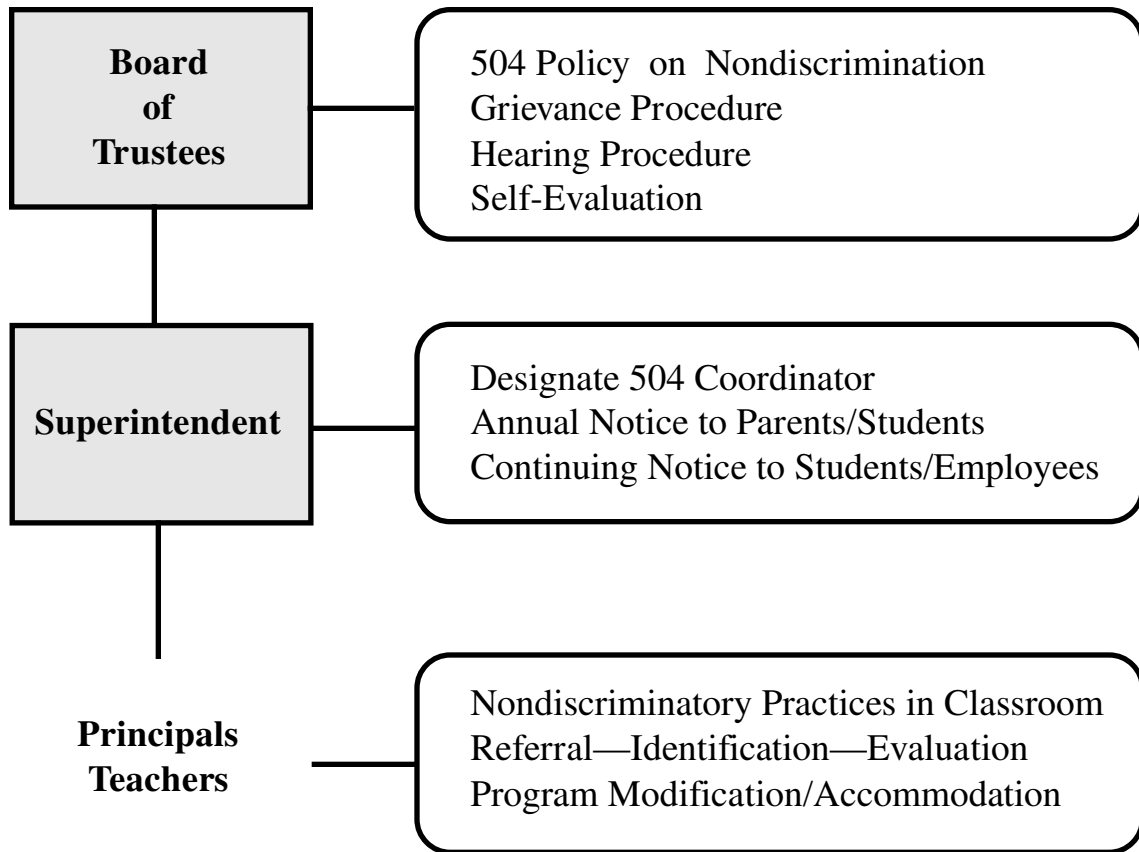 Board
of
Trustees
504 Policy on Nondiscrimination
Grievance Procedure
Hearing Procedure
Self-Evaluation
Superintendent
Designate 504 Coordinator
Annual Notice to Parents/Students
Continuing Notice to Students/Employees
Principals
Teachers
Nondiscriminatory Practices in Classroom
Referral—Identification—Evaluation
Program Modification/Accommodation